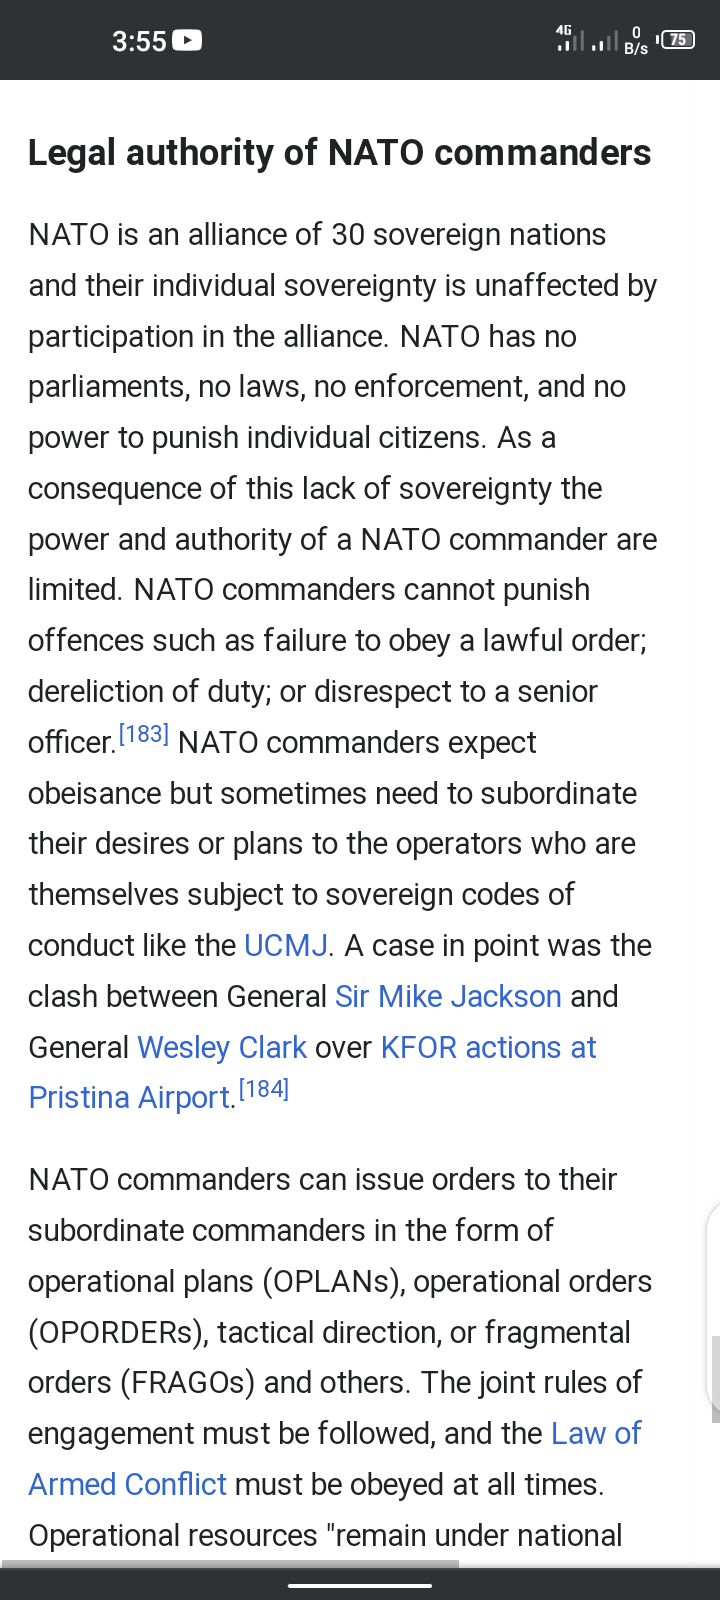 3:55
4G
0
B/s
75
Legal authority of NATO commanders
NATO is an alliance of 30 sovereign nations
and their individual sovereignty is unaffected by
participation in the alliance. NATO has no
parliaments, no laws, no enforcement, and no
power to punish individual citizens. As a
consequence of this lack of sovereignty the
power and authority of a NATO commander are
limited. NATO commanders cannot punish
offences such as failure to obey a lawful order;
dereliction of duty; or disrespect to a senior
officer.[183] NATO commanders expect
obeisance but sometimes need to subordinate
their desires or plans to the operators who are
themselves subject to sovereign codes of
conduct like the UCMJ. A case in point was the
clash between General Sir Mike Jackson and
General Wesley Clark over KFOR actions at
Pristina Airport.[184]
NATO commanders can issue orders to their
subordinate commanders in the form of
operational plans (OPLANs), operational orders
(OPORDERs), tactical direction, or fragmental
orders (FRAGOs) and others. The joint rules of
engagement must be followed, and the Law of
Armed Conflict must be obeyed at all times.
Operational resources "remain under national